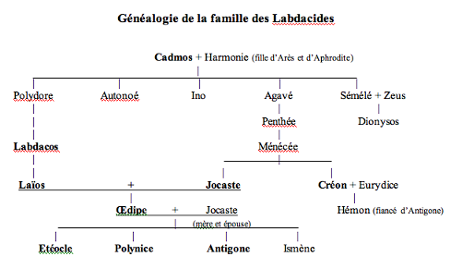 Généalogie de la famille des Labdacides
Cadmos + Harmonie (fille d'Arès et d'Aphrodite)
Polydore Autonoé Ino Agavé Sémélé + Zeus
Penthée Dionysos
Labdacos Ménécée
Laïos + Jocaste Créon + Eurydice
Œdipe + Jocaste Hémon (fiancé d'Antigone)
(mère et épouse)
Etéocle Polynice Antigone Ismène